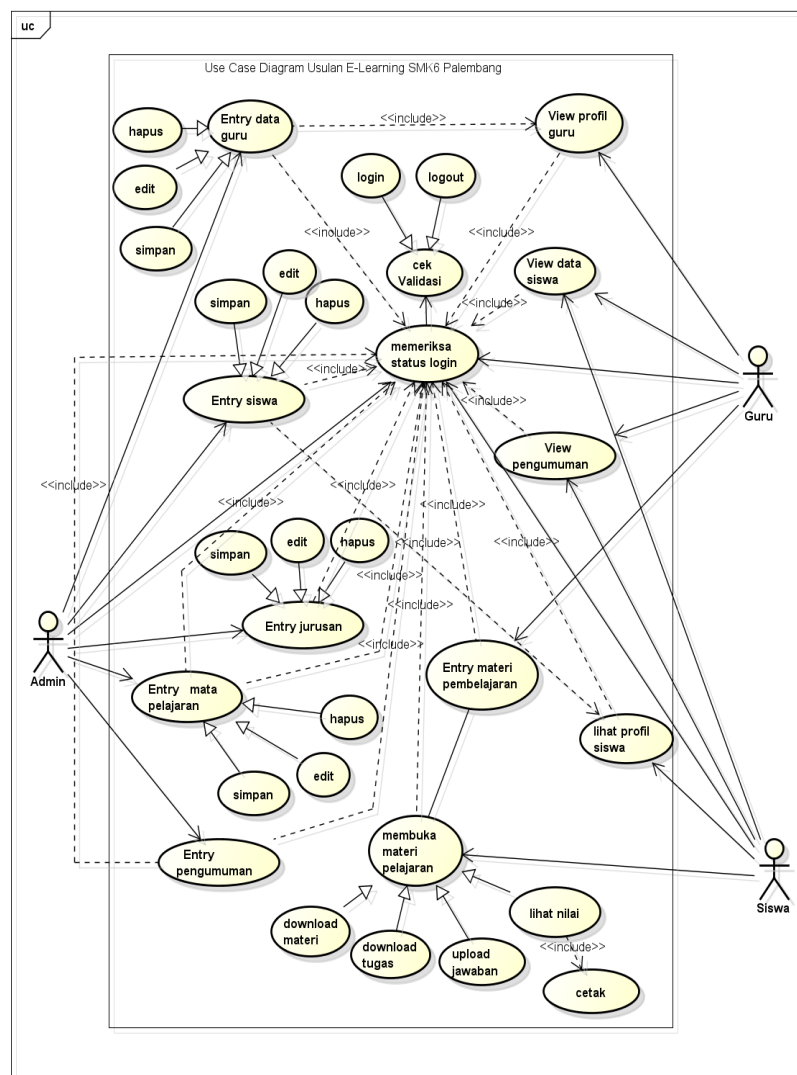 uc
Use Case Diagram Usulan E-Learning SMK6 Palembang
Entry data
guru
<<include>>
View profil
guru
hapus
edit
simpan
login
logout
<<include>>
<<include>>
cek
Validasi
View data
siswa
<<include>>
edit
simpan
hapus
memeriksa
status login
<<include>>
Entry siswa
<<include>>
Guru
View
pengumuman
<<include>>
<<include>>
<<include>>
simpan
edit
hapus
<<include>>
<<include>>
<<include>>
Entry jurusan
<<include>>
<<include>>
Admin
Entry mata
pelajaran
Entry materi
pembelajaran
hapus
lihat profil
siswa
edit
simpan
membuka
materi
pelajaran
Entry
pengumuman
Siswa
download
materi
download
tugas
upload
jawaban
lihat nilai
<<include>>
cetak